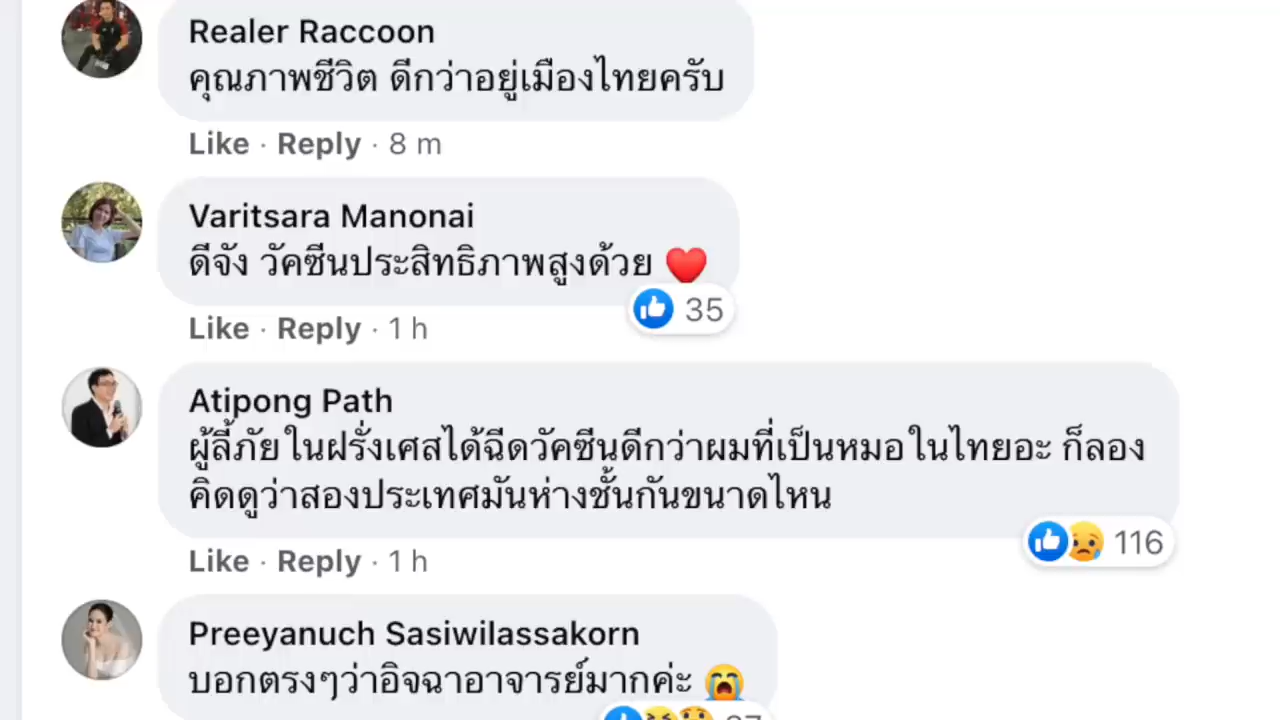 Realer Raccoon
คุณภาพชีวิต ดีกว่าอยู่เมืองไทยครับ
Like · Reply · 8 m
Varitsara Manonai
ดีจัง วัคซีนประสิทธิภาพสูงด้วย ❤️
35
Like · Reply · 1 h
Atipong Path
ผู้ลี้ภัยในฝรั่งเศสได้ฉีดวัคซีนดีกว่าผมที่เป็นหมอในไทยอะ ก็ลอง
คิดดูว่าสองประเทศมันห่างชั้นกันขนาดไหน
116
Like · Reply · 1 h
Preeyanuch Sasiwilassakorn
บอกตรงๆว่าอิจฉาอาจารย์มากค่ะ 😭